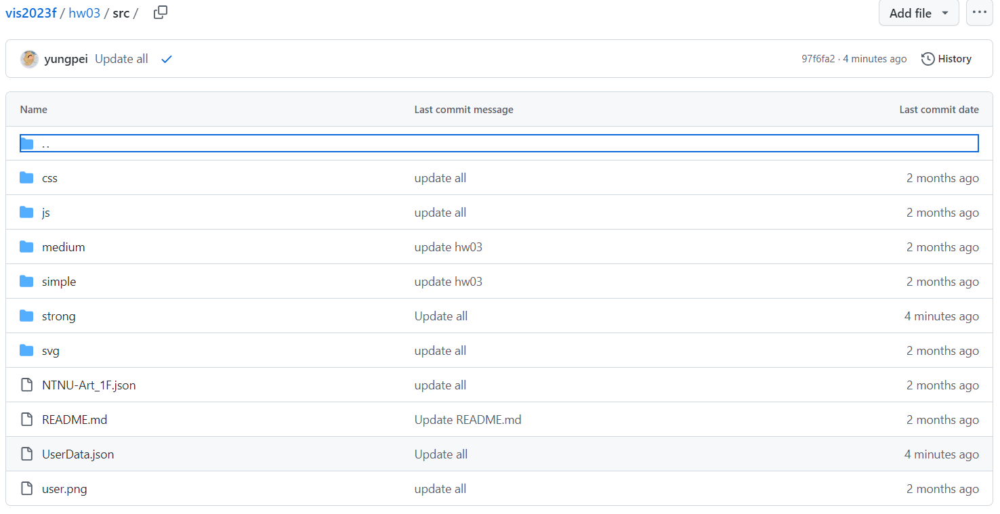 vis2023f / hw03 / src / Add file
yungpei Update all 97f6fa2 · 4 minutes ago History
Name Last commit message Last commit date
..
css update all 2 months ago
js update all 2 months ago
medium update hw03 2 months ago
simple update hw03 2 months ago
strong Update all 4 minutes ago
svg update all 2 months ago
NTNU-Art_1F.json update all 2 months ago
README.md Update README.md 2 months ago
UserData.json Update all 4 minutes ago
user.png update all 2 months ago